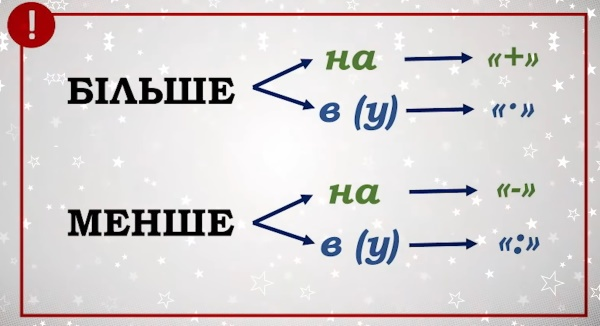 !
на «+»
БІЛЬШЕ
в (у) «·»
на «-»
МЕНШЕ
в (у) «:»